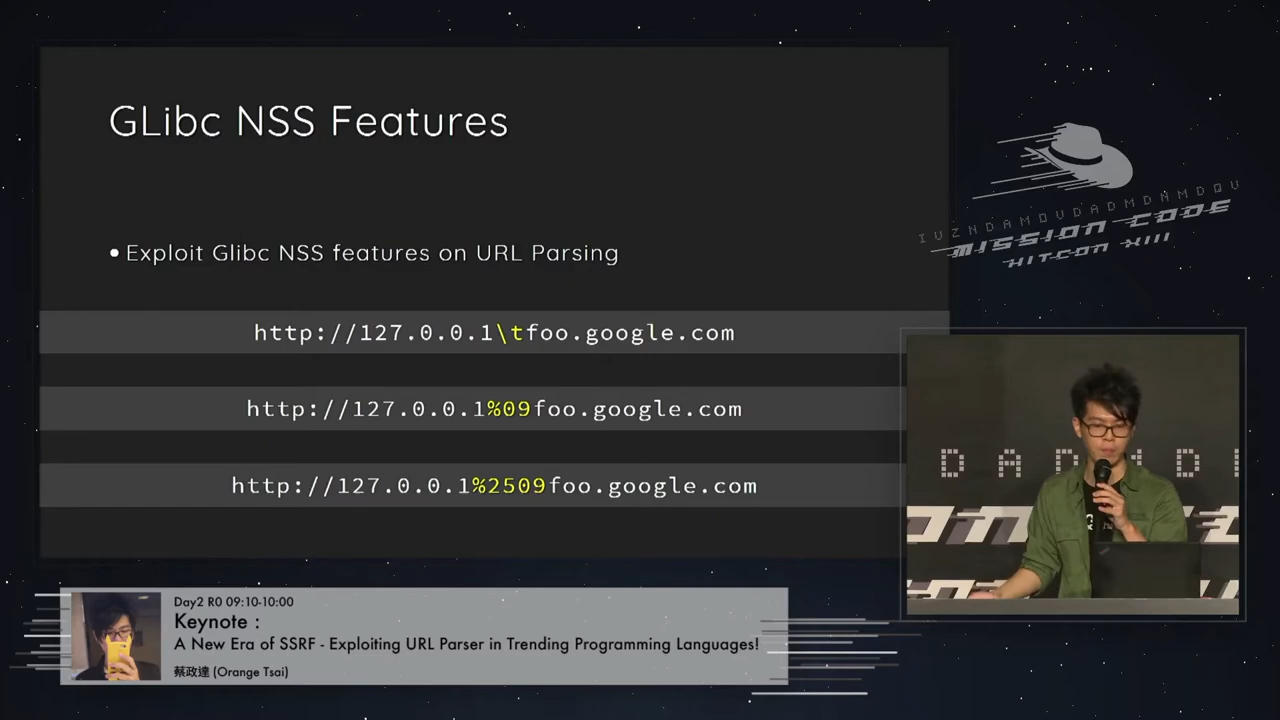 GLibc NSS Features
• Exploit Glibc NSS features on URL Parsing
http://127.0.0.1\tfoo.google.com
http://127.0.0.1%09foo.google.com
http://127.0.0.1%2509foo.google.com
IVZNDAMOVDADMDNMDQV
MISSION CODE
HITCON XIII
D A D
Day2 R0 09:10-10:00
Keynote :
A New Era of SSRF - Exploiting URL Parser in Trending Programming Languages!
蔡政達 (Orange Tsai)